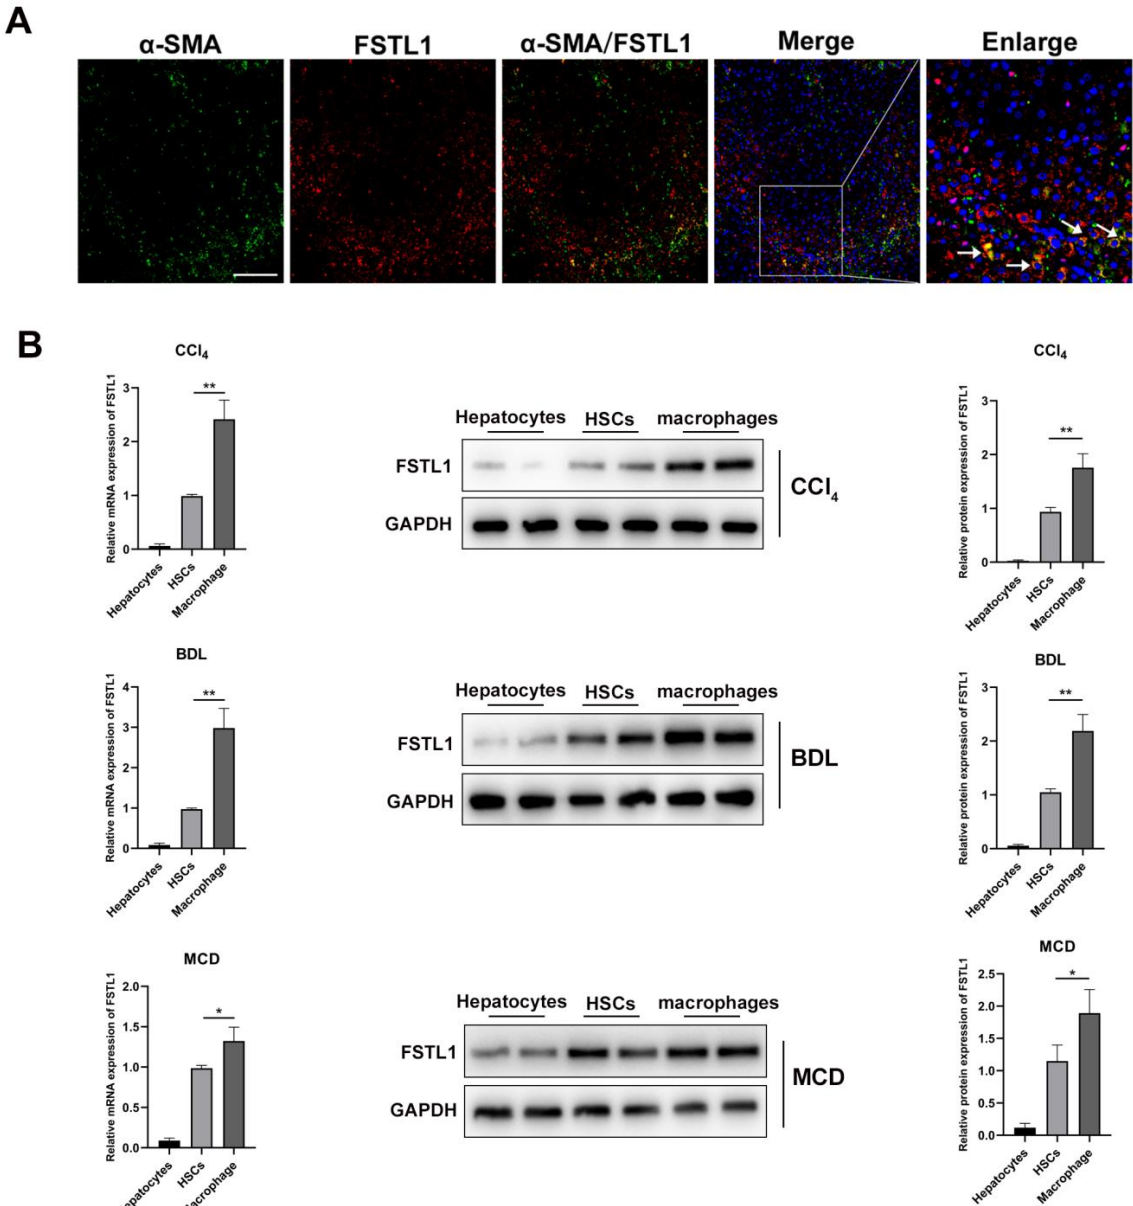 A
α-SMA
FSTL1
α-SMA/FSTL1
Merge
Enlarge
B
CCl4
Relative mRNA expression of FSTL1
3
2
1
0
**
Hepatocytes
HSCs
Macrophage
Hepatocytes
HSCs
macrophages
FSTL1
GAPDH
CCl4
CCl4
Relative protein expression of FSTL1
3
2
1
0
**
Hepatocytes
HSCs
Macrophage
BDL
Relative mRNA expression of FSTL1
4
3
2
1
0
**
Hepatocytes
HSCs
Macrophage
Hepatocytes
HSCs
macrophages
FSTL1
GAPDH
BDL
BDL
Relative protein expression of FSTL1
3
2
1
0
**
Hepatocytes
HSCs
Macrophage
MCD
Relative mRNA expression of FSTL1
2.0
1.5
1.0
0.5
0.0
*
Hepatocytes
HSCs
Macrophage
Hepatocytes
HSCs
macrophages
FSTL1
GAPDH
MCD
MCD
Relative protein expression of FSTL1
2.5
2.0
1.5
1.0
0.5
0.0
*
Hepatocytes
HSCs
Macrophage